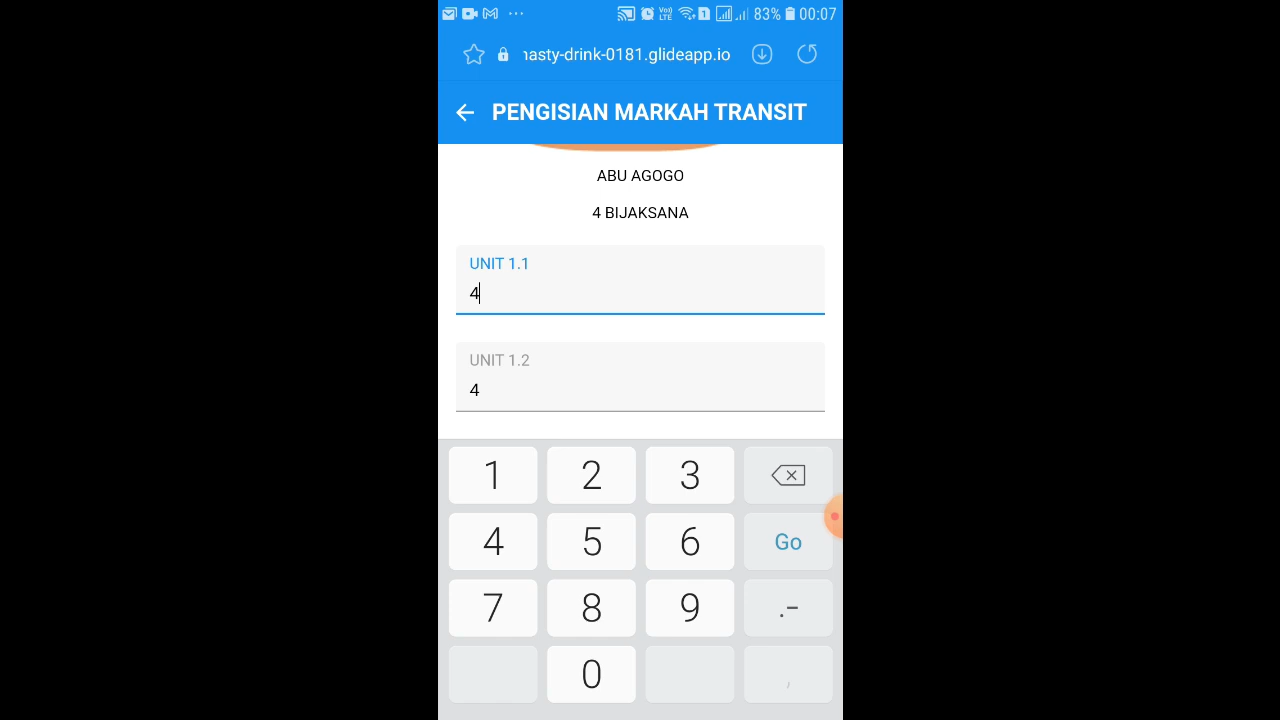 83% 00:07
nasty-drink-0181.glideapp.io
PENGISIAN MARKAH TRANSIT
ABU AGOGO
4 BIJAKSANA
UNIT 1.1
4
UNIT 1.2
4
1 2 3
4 5 6 Go
7 8 9 .-
0 ,